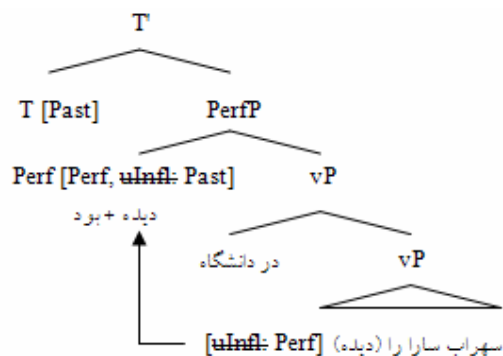 T'
T [Past] PerfP
Perf [Perf, uInfl: Past] vP
دیده + بود
در دانشگاه vP
[uInfl: Perf] سهراب سارا را (دیده)